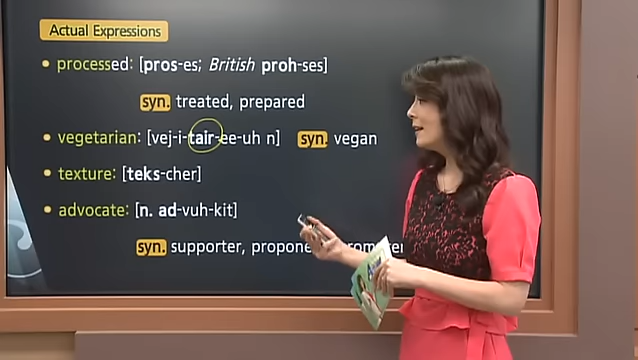 Actual Expressions
• processed: [pros-es; British proh-ses]
syn. treated, prepared
• vegetarian: [vej-i-tair-ee-uh n] syn. vegan
• texture: [teks-cher]
• advocate: [n. ad-vuh-kit]
syn. supporter,